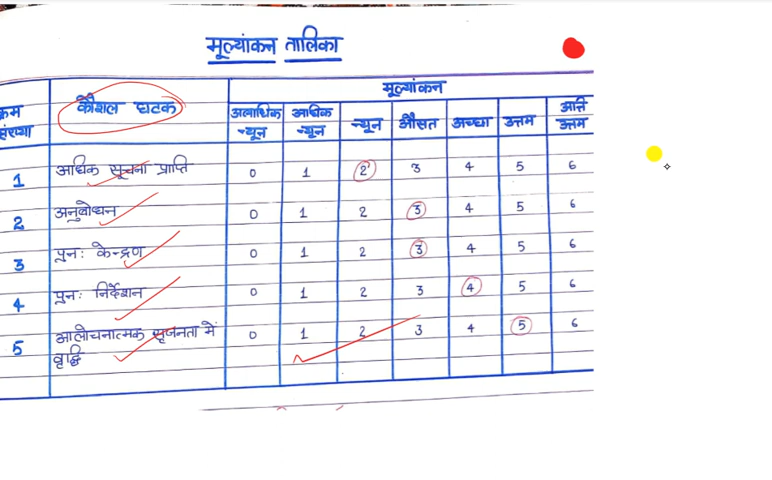 मूल्यांकन तालिका
क्रम संख्या कौशल घटक मूल्यांकन
अत्याधिक न्यून आधिक न्यून न्यून औसत अच्छा उत्तम अति उत्तम
1 आधिक सूचना प्राप्ति 0 1 2 3 4 5 6
2 अनुबोधन 0 1 2 3 4 5 6
3 पुनः केन्द्रण 0 1 2 3 4 5 6
4 पुनः निर्देशन 0 1 2 3 4 5 6
5 आलोचनात्मक सृजनता में 0 1 2 3 4 5 6
वृद्धि